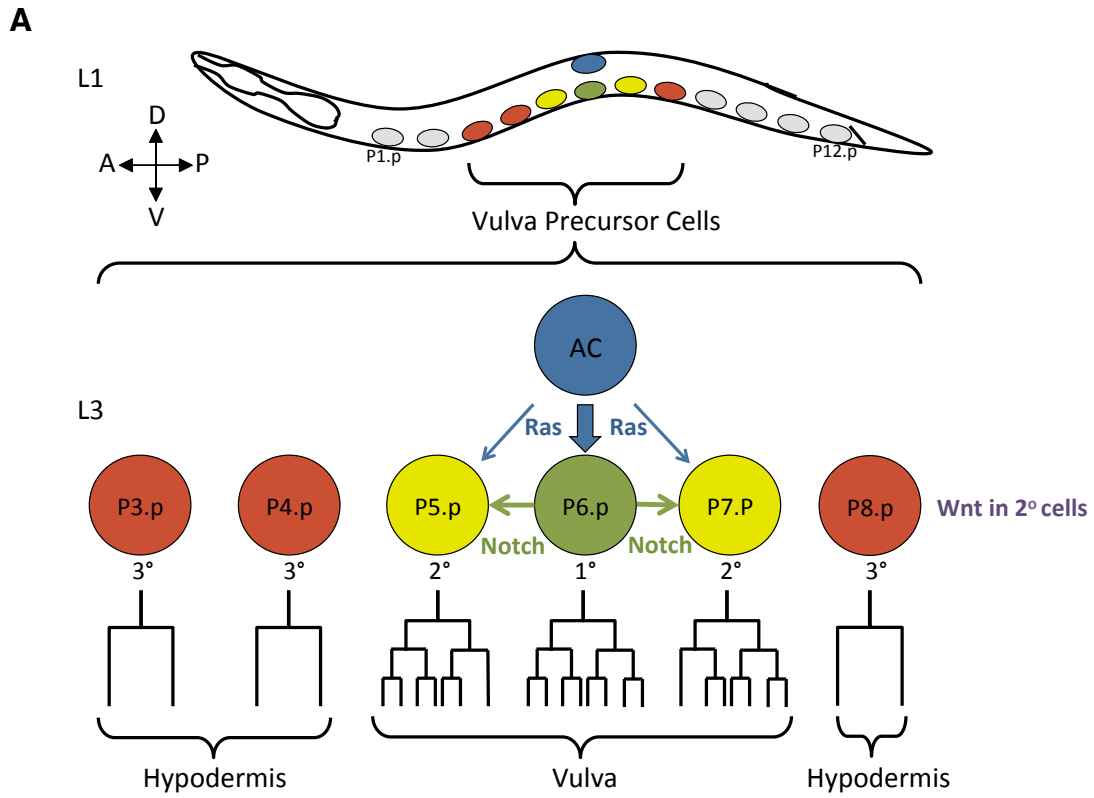 A
L1
D
A P
V
P1.p
P12.p
Vulva Precursor Cells
AC
L3
Ras Ras
P3.p P4.p P5.p P6.p P7.P P8.p Wnt in 2° cells
Notch Notch
3° 3° 2° 1° 2° 3°
Hypodermis Vulva Hypodermis